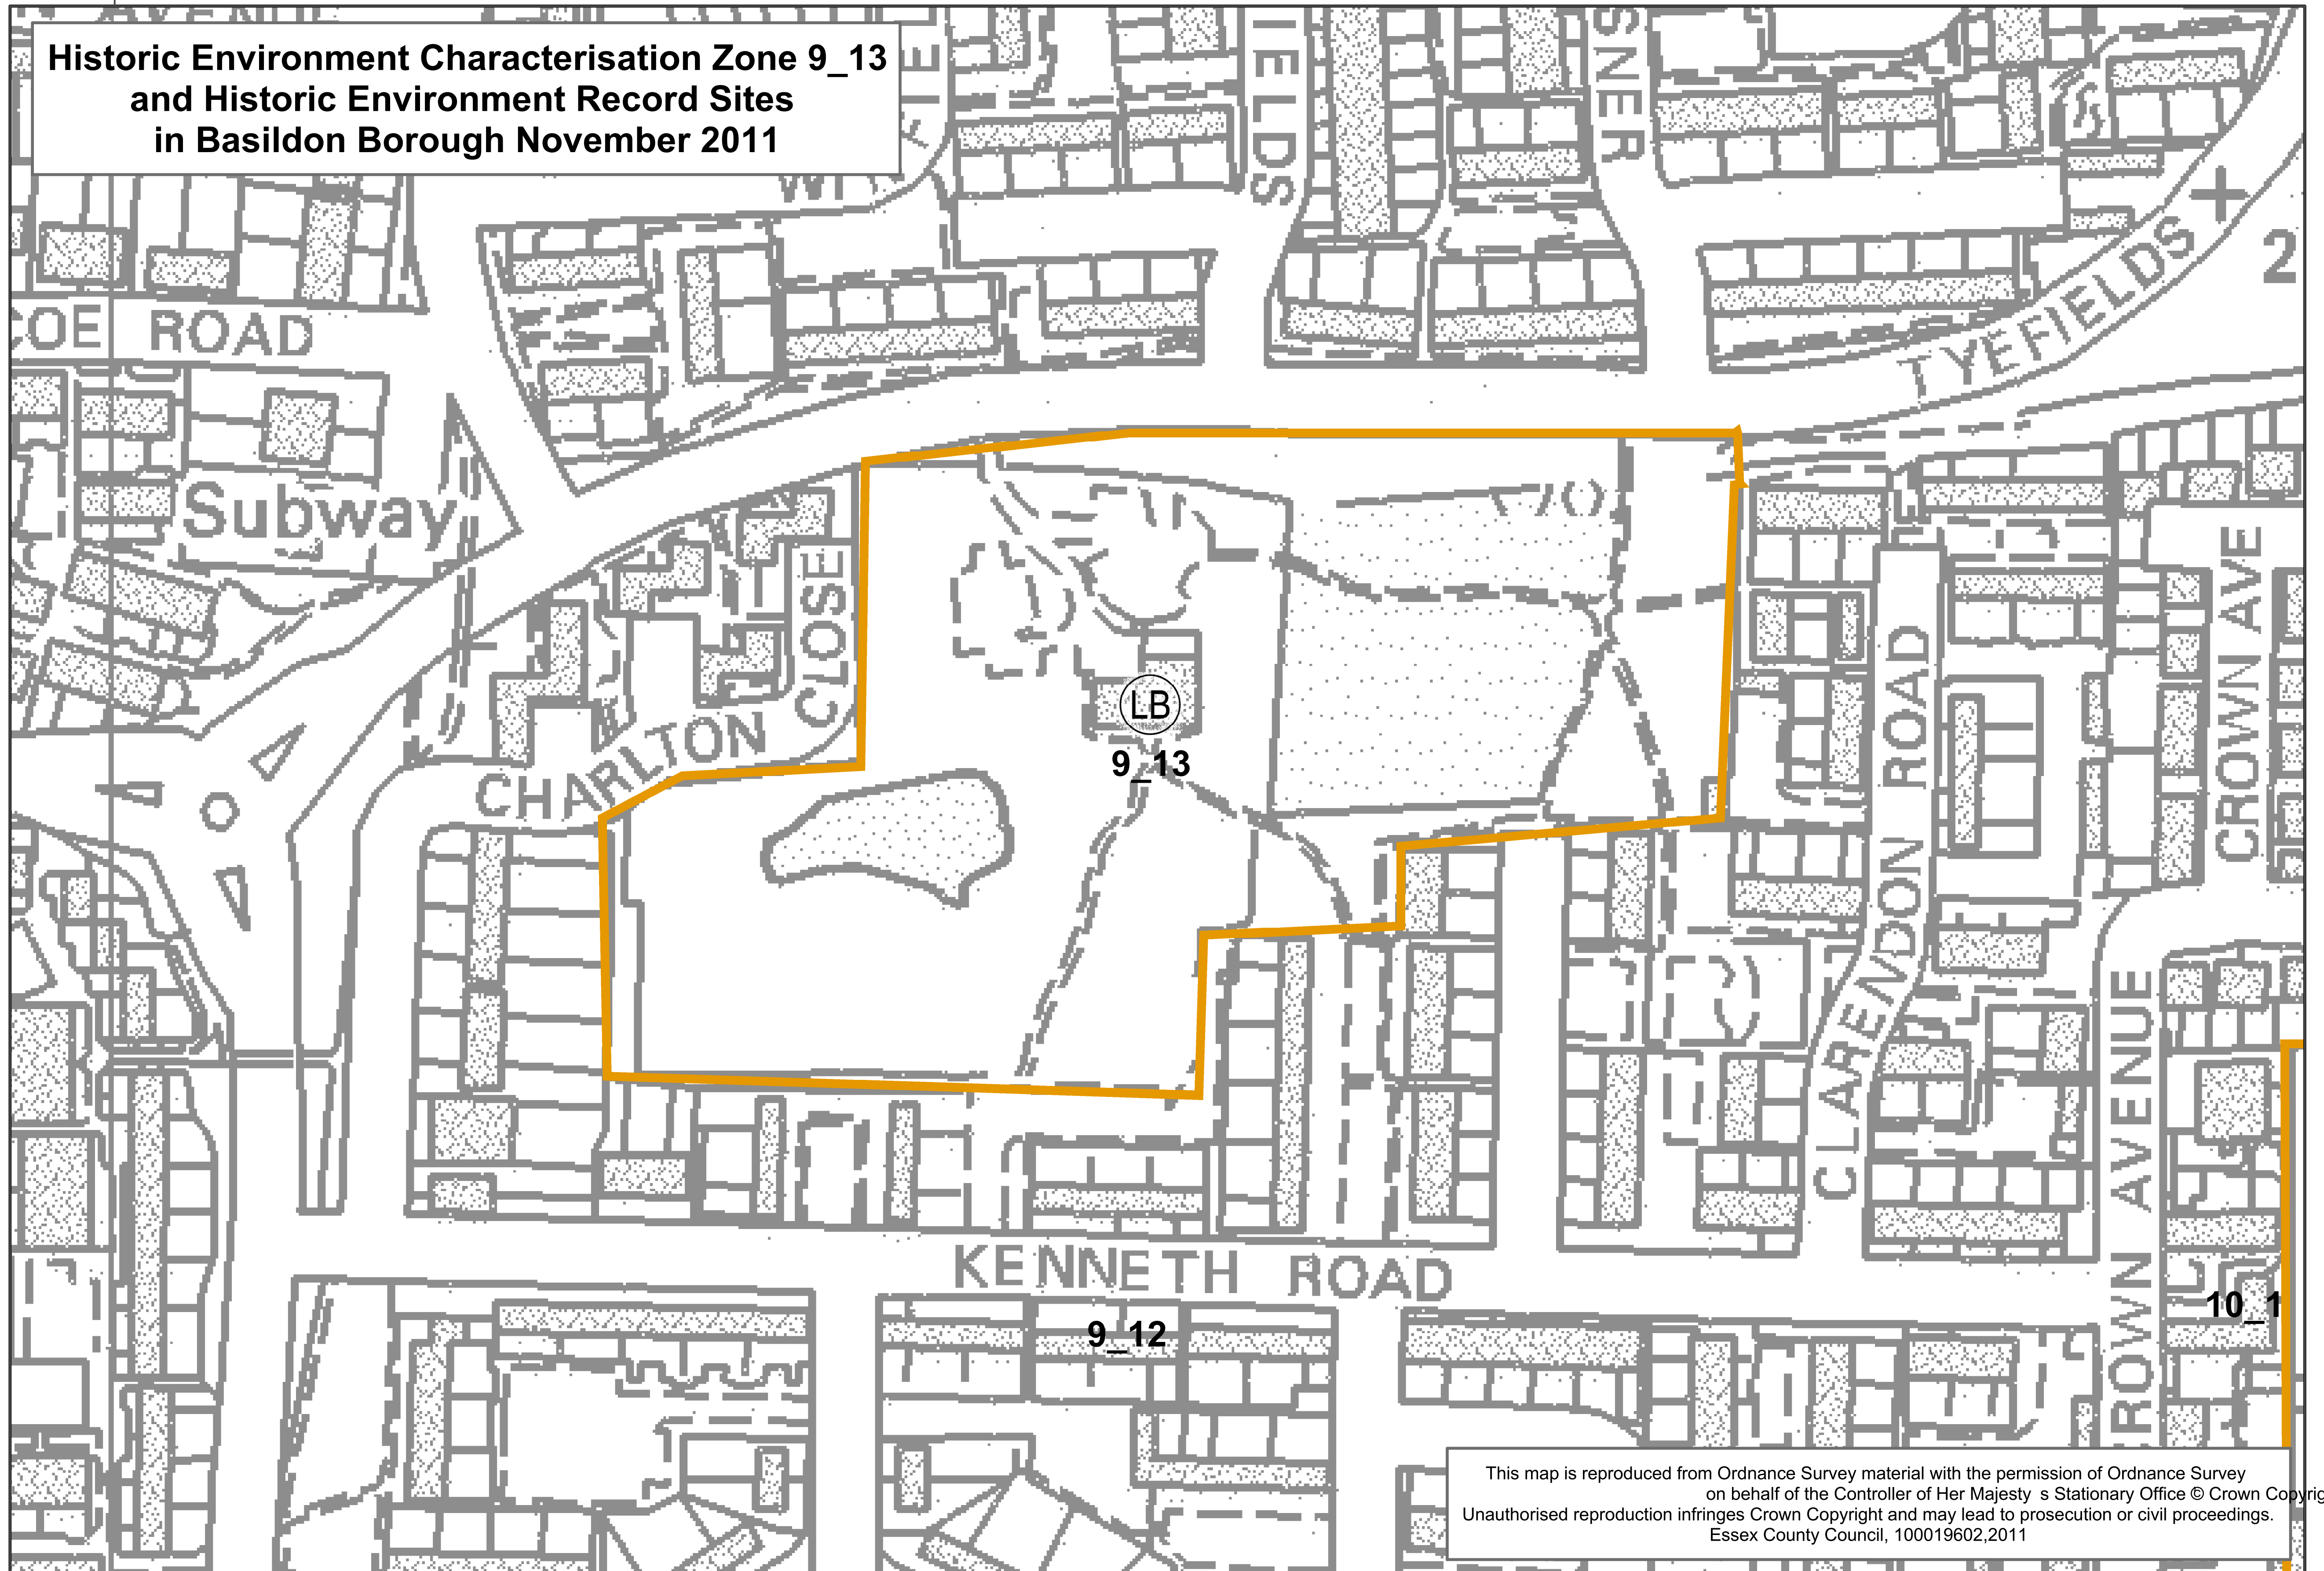 Historic Environment Characterisation Zone 9_13
and Historic Environment Record Sites
in Basildon Borough November 2011
ROAD
Subway
TYEFIELDS
2
CHARLTON CLOSE
LB
9_13
CLARENDON ROAD
CROWN AVE
AVENUE
KENNETH ROAD
9_12
10_1
This map is reproduced from Ordnance Survey material with the permission of Ordnance Survey
on behalf of the Controller of Her Majesty s Stationary Office © Crown
Unauthorised reproduction infringes Crown Copyright and may lead to prosecution or civil proceedings.
Essex County Council, 100019602,2011